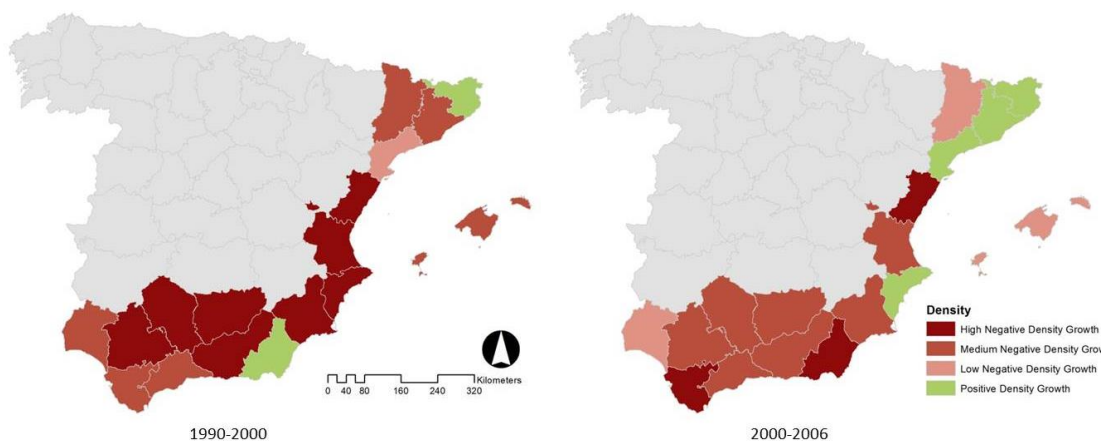 Density
High Negative Density Growth
Medium Negative Density Grov
Low Negative Density Growth
Positive Density Growth
Kilometers
0 40 80 160 240 320
1990-2000
2000-2006